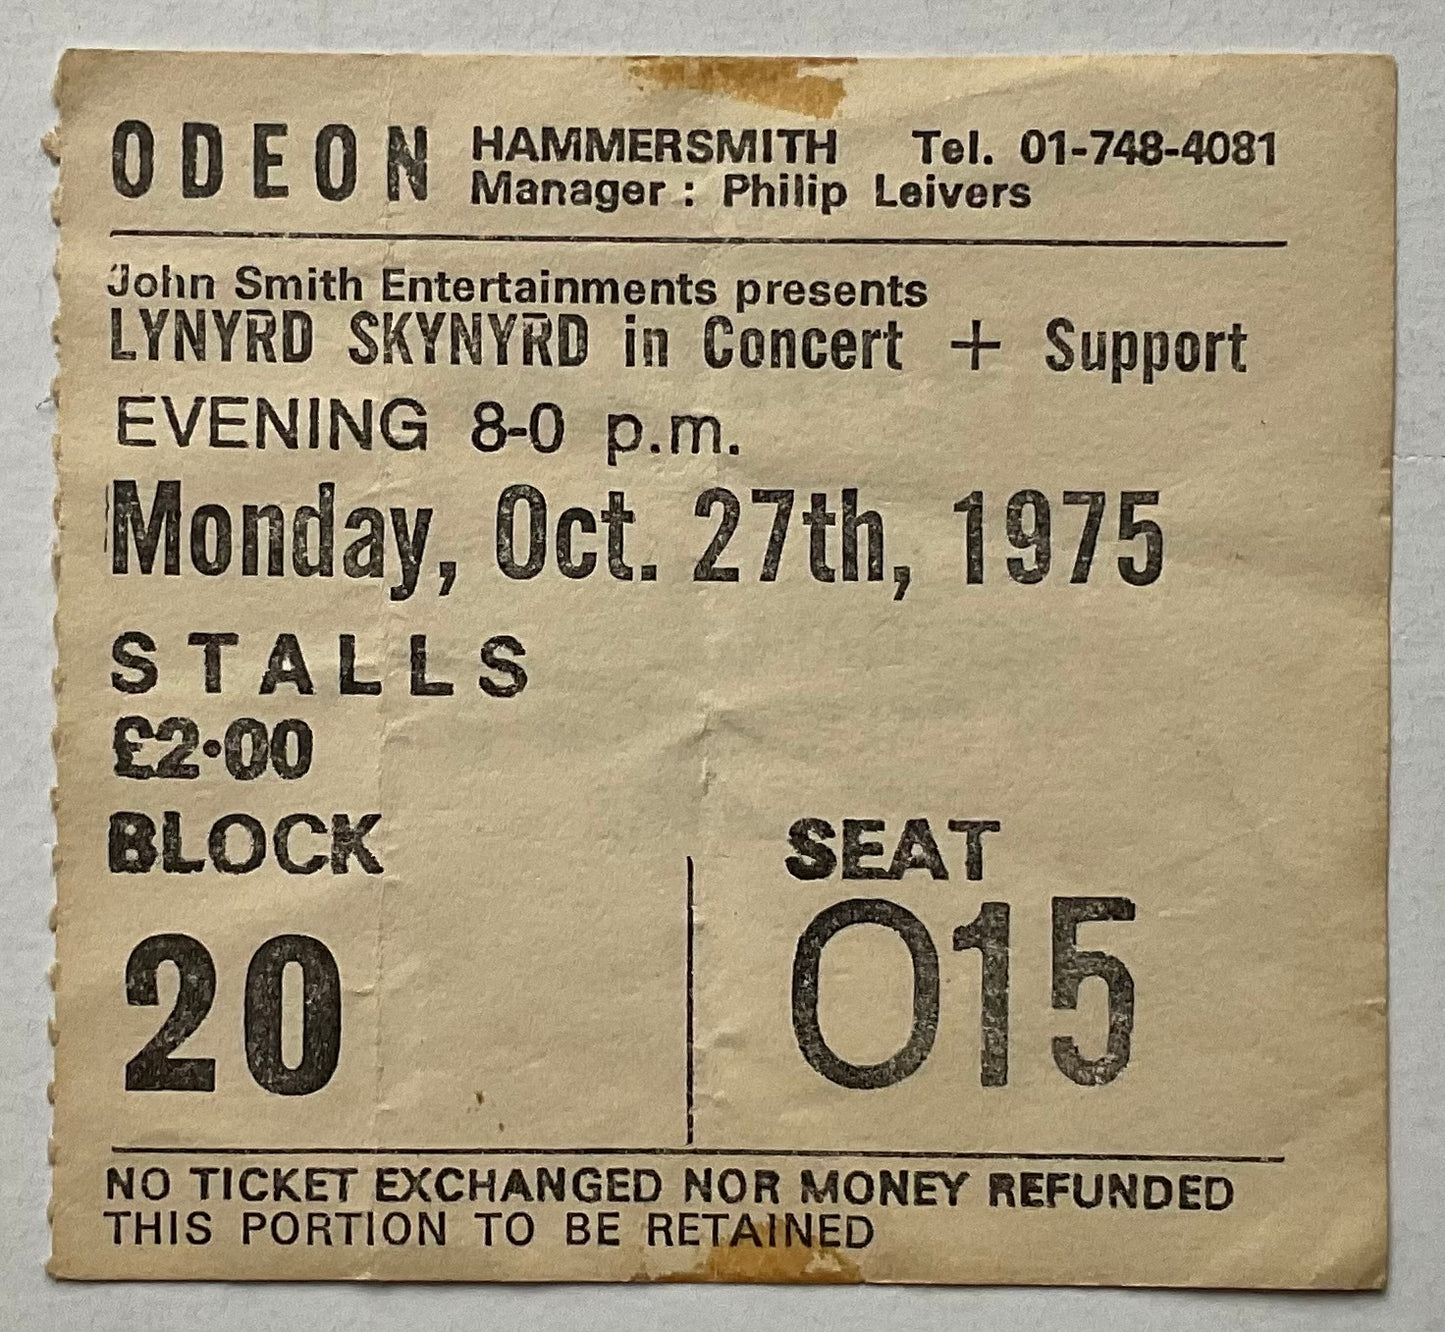 ODEON HAMMERSMITH Tel. 01-748-4081
Manager : Philip Leivers
John Smith Entertainments presents
LYNYRD SKYNYRD in Concert + Support
EVENING 8-0 p.m.
Monday, Oct. 27th, 1975
STALLS
£2·00
BLOCK SEAT
20 O15
NO TICKET EXCHANGED NOR MONEY REFUNDED
THIS PORTION TO BE RETAINED